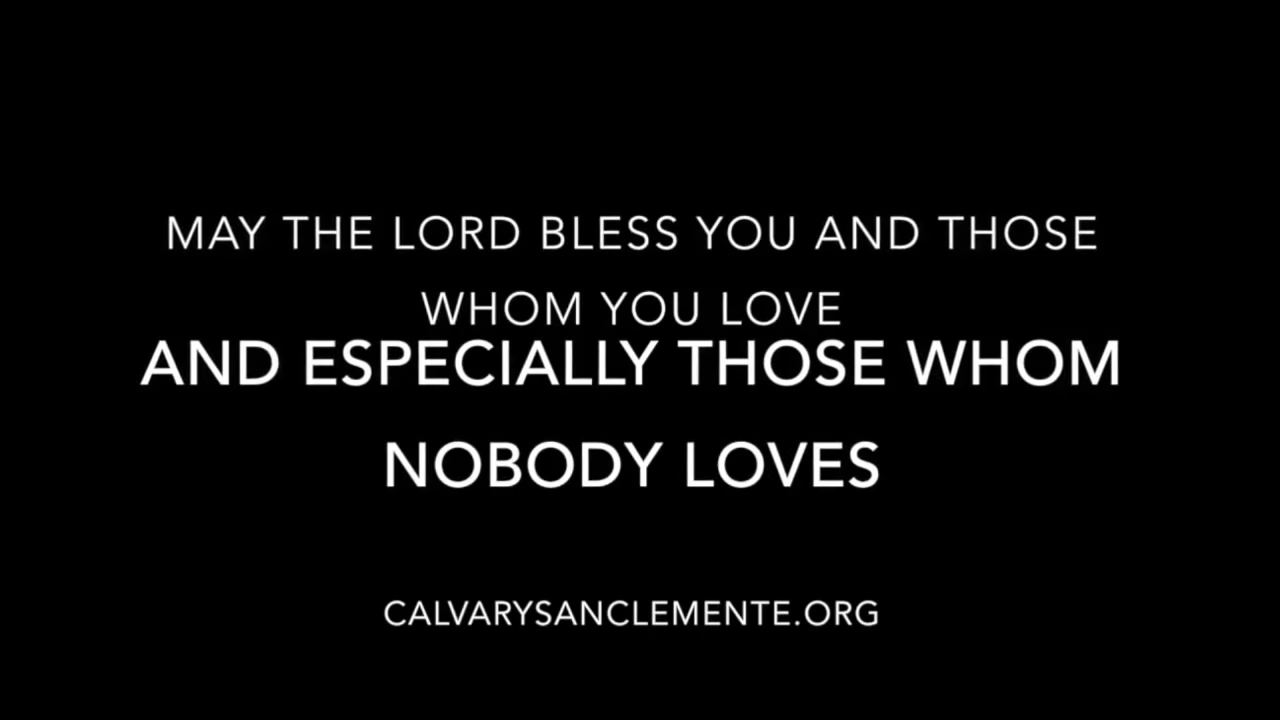 MAY THE LORD BLESS YOU AND THOSE
WHOM YOU LOVE
AND ESPECIALLY THOSE WHOM
NOBODY LOVES
CALVARYSANCLEMENTE.ORG